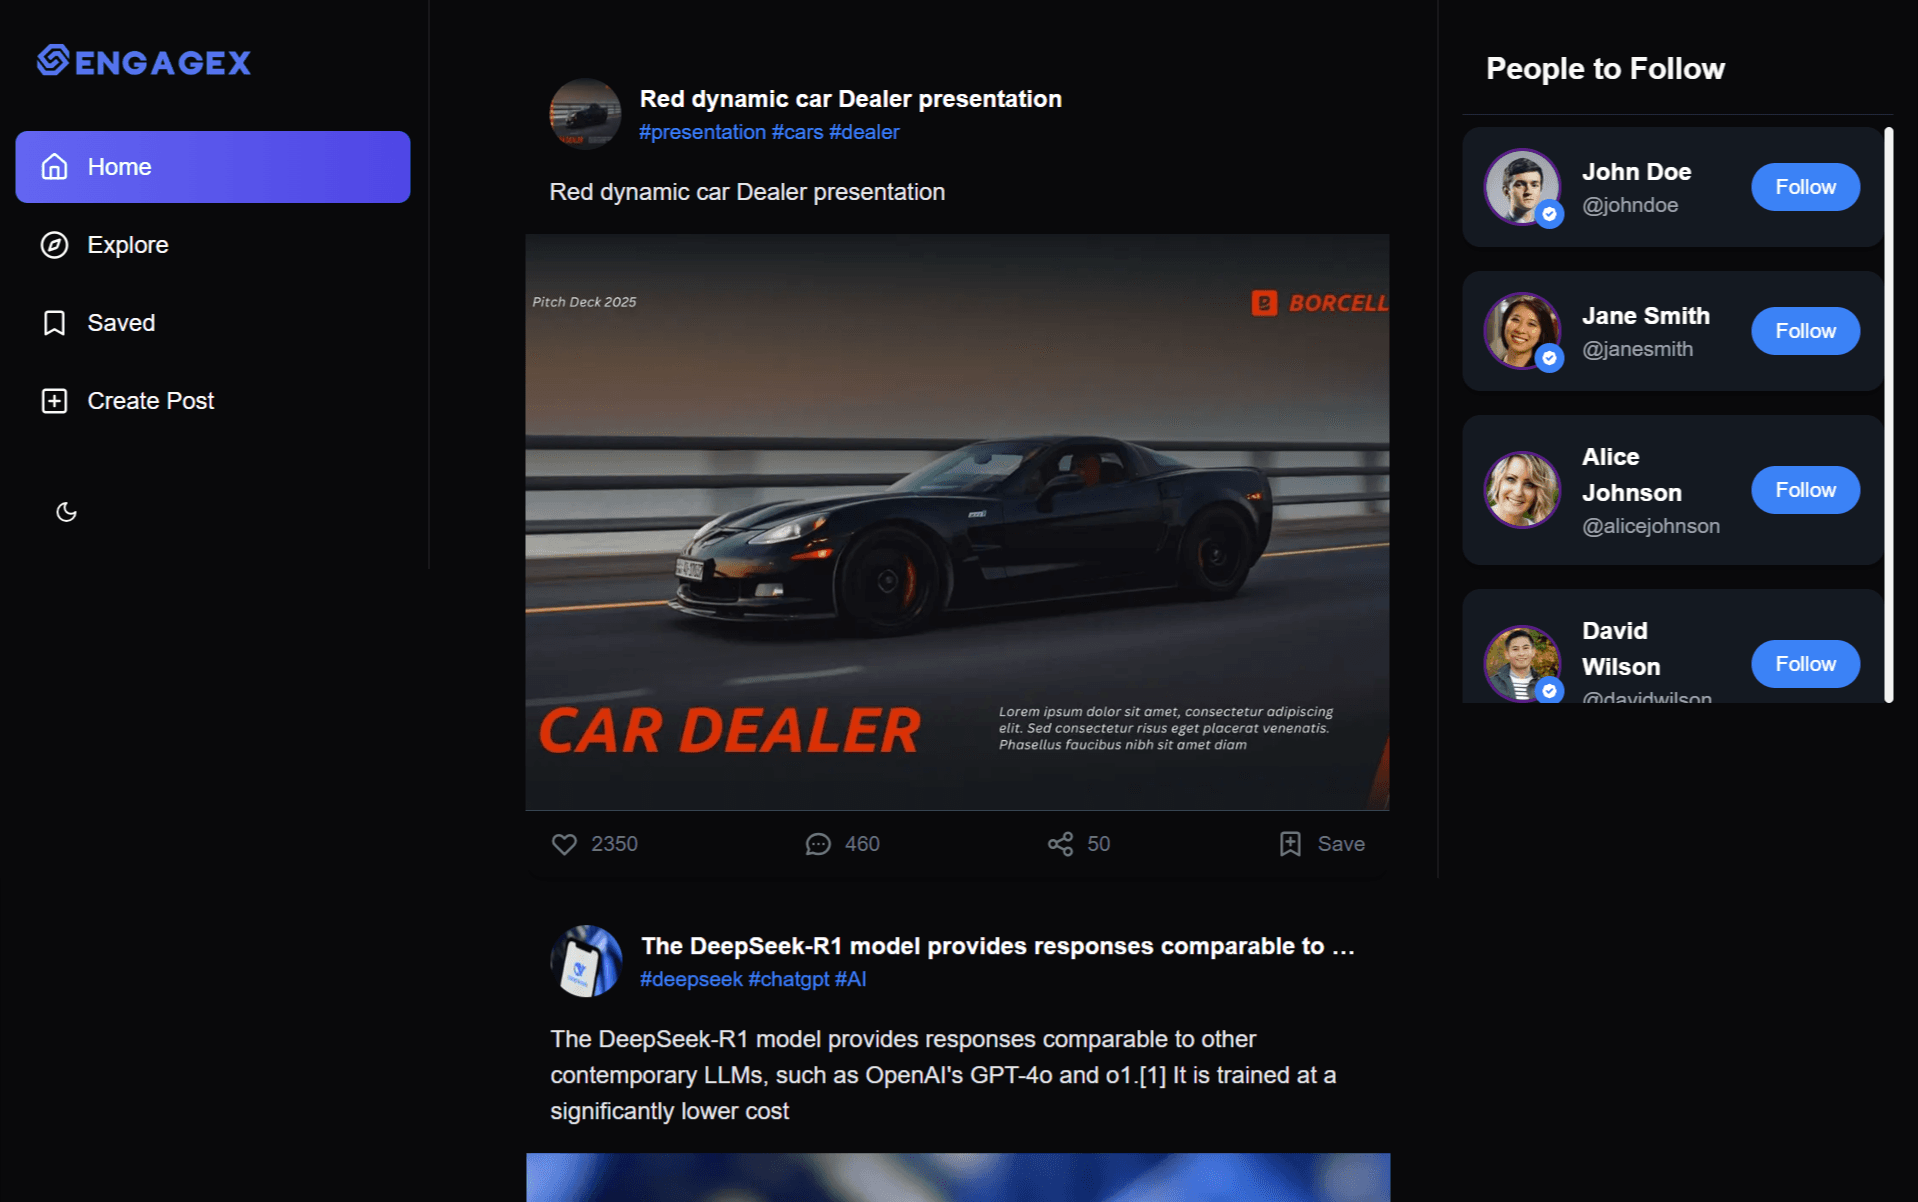 ENGAGEX
Home
Explore
Saved
Create Post
Red dynamic car Dealer presentation
#presentation #cars #dealer
Red dynamic car Dealer presentation
Pitch Deck 2025
BORCELL
CAR DEALER
Lorem ipsum dolor sit amet, consectetur adipiscing
elit. Sed consectetur risus eget placerat venenatis.
Phasellus faucibus nibh sit amet diam
2350
460
50
Save
The DeepSeek-R1 model provides responses comparable to ...
#deepseek #chatgpt #AI
The DeepSeek-R1 model provides responses comparable to other
contemporary LLMs, such as OpenAI's GPT-4o and o1.[1] It is trained at a
significantly lower cost
People to Follow
John Doe
@johndoe
Follow
Jane Smith
@janesmith
Follow
Alice
Johnson
@alicejohnson
Follow
David
Wilson
@davidwilson
Follow